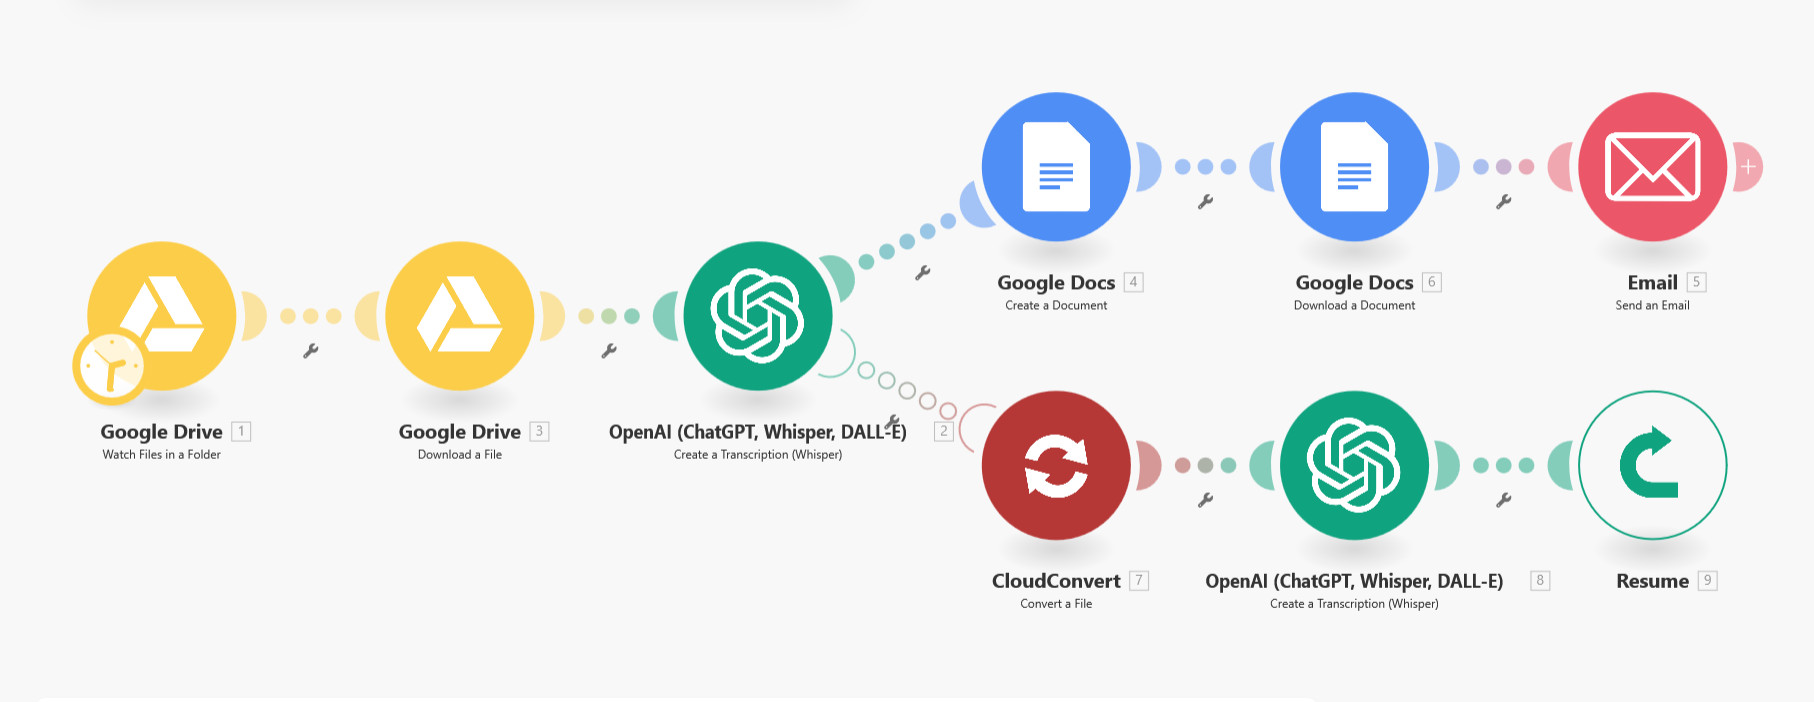 Google Docs 4
Create a Document
Google Docs 6
Download a Document
Email 5
Send an Email
Google Drive 1
Watch Files in a Folder
Google Drive 3
Download a File
OpenAI (ChatGPT, Whisper, DALL-E) 2
Create a Transcription (Whisper)
CloudConvert 7
Convert a File
OpenAI (ChatGPT, Whisper, DALL-E) 8
Create a Transcription (Whisper)
Resume 9